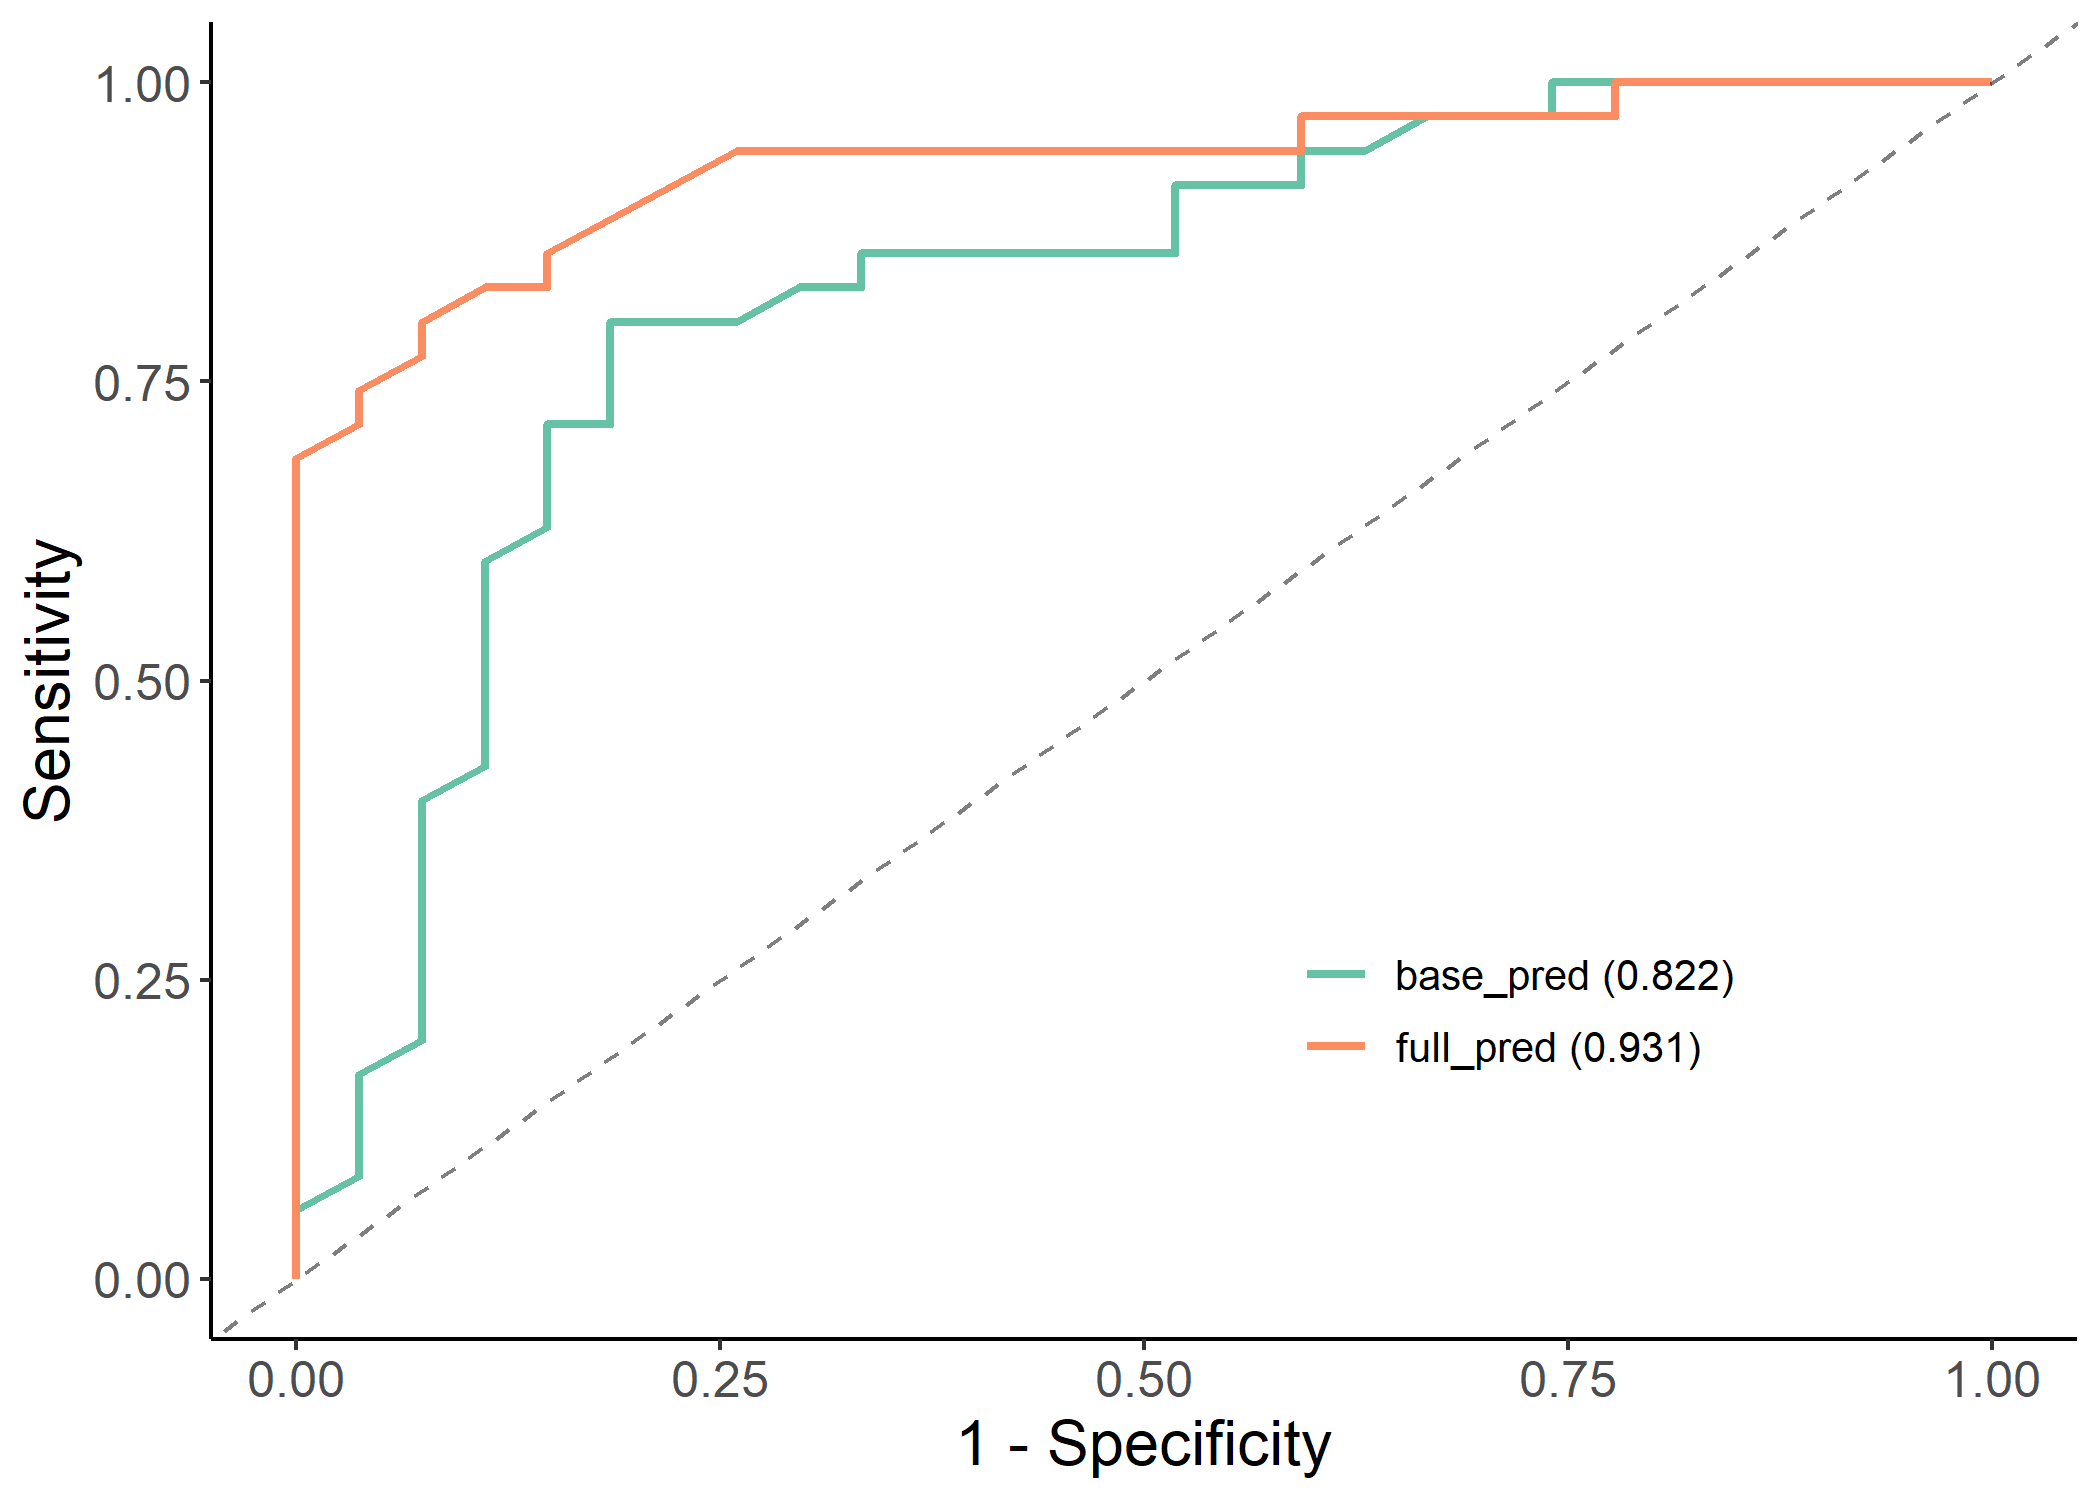 1.00
0.75
0.50
0.25
0.00
Sensitivity
base_pred (0.822)
full_pred (0.931)
0.00 0.25 0.50 0.75 1.00
1 - Specificity